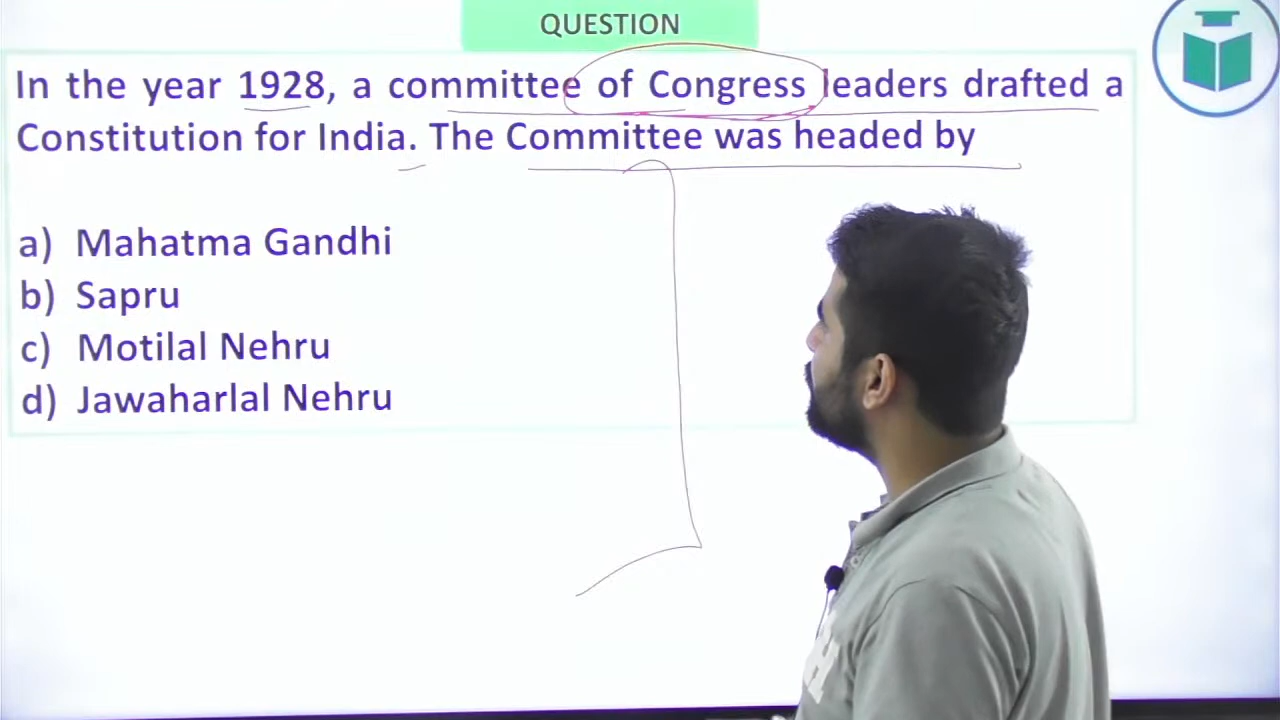 QUESTION
In the year 1928, a committee of Congress leaders drafted a
Constitution for India. The Committee was headed by
a) Mahatma Gandhi
b) Sapru
c) Motilal Nehru
d) Jawaharlal Nehru